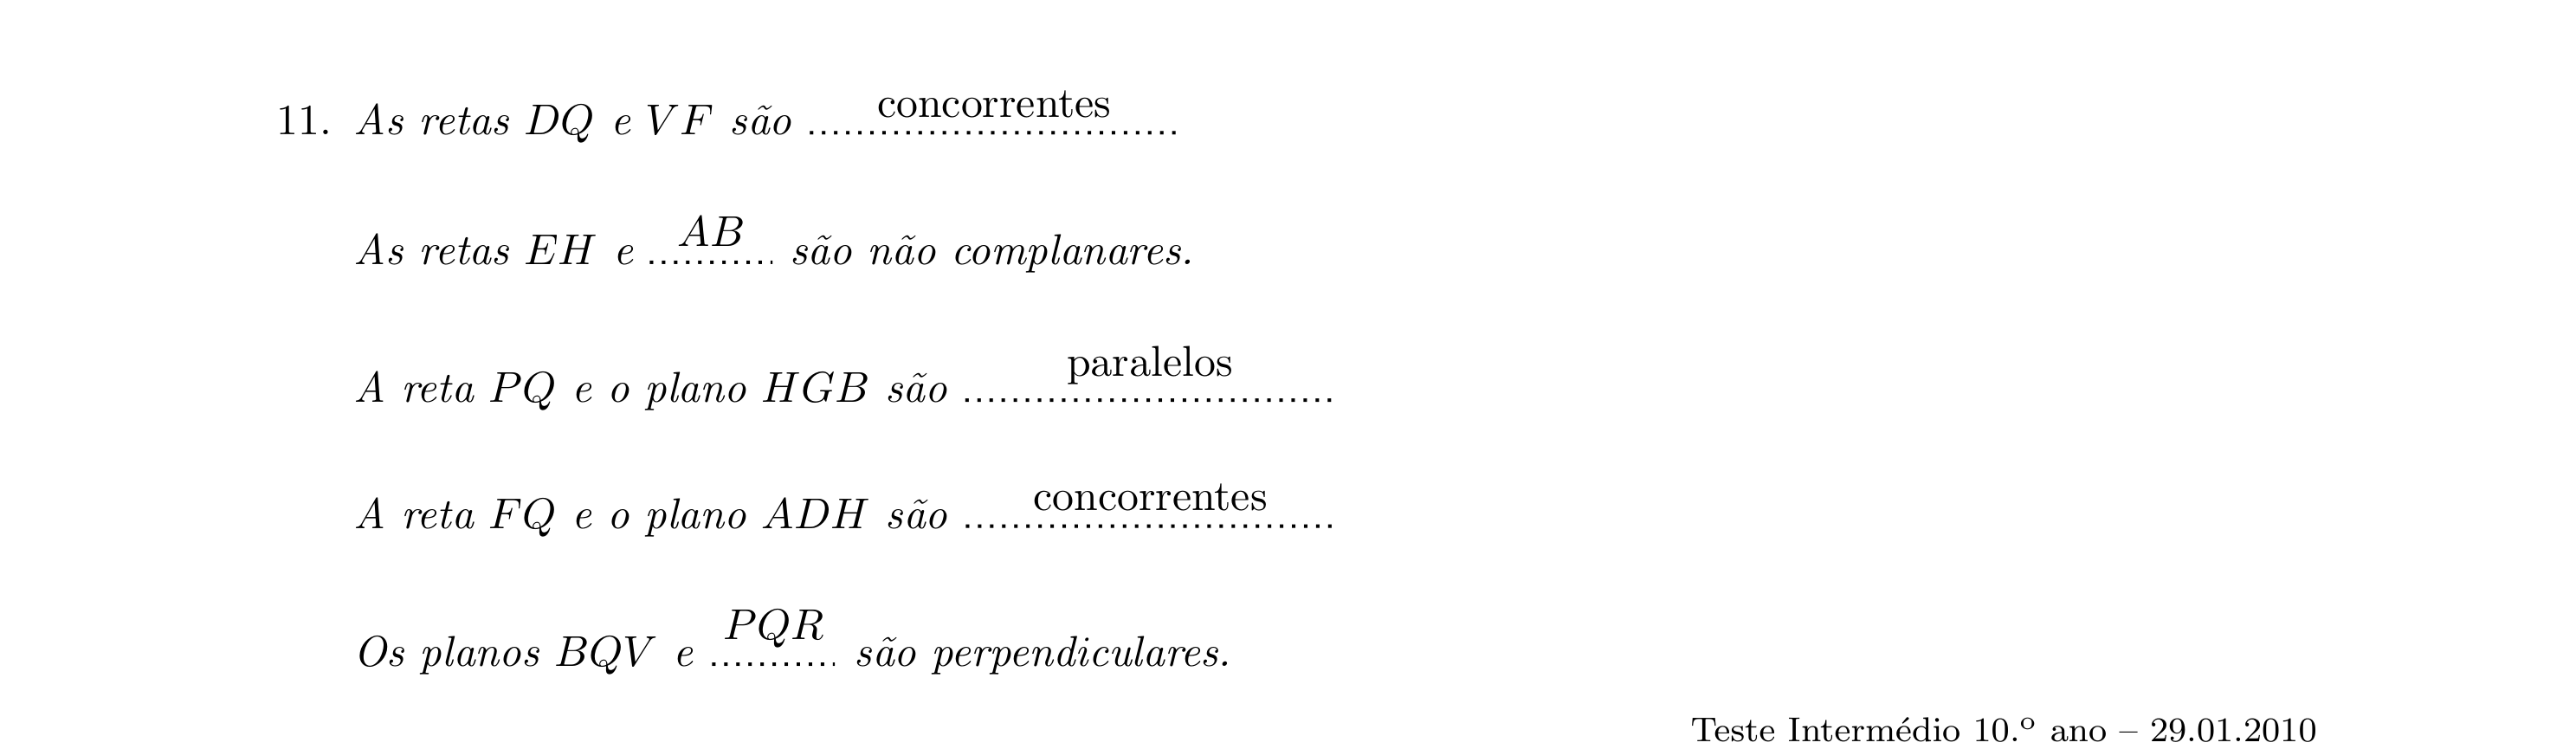 11. As retas DQ e VF são concorrentes
As retas EH e AB são não complanares.
A reta PQ e o plano HGB são paralelos
A reta FQ e o plano ADH são concorrentes
Os planos BQV e PQR são perpendiculares.
Teste Intermédio 10.º ano – 29.01.2010